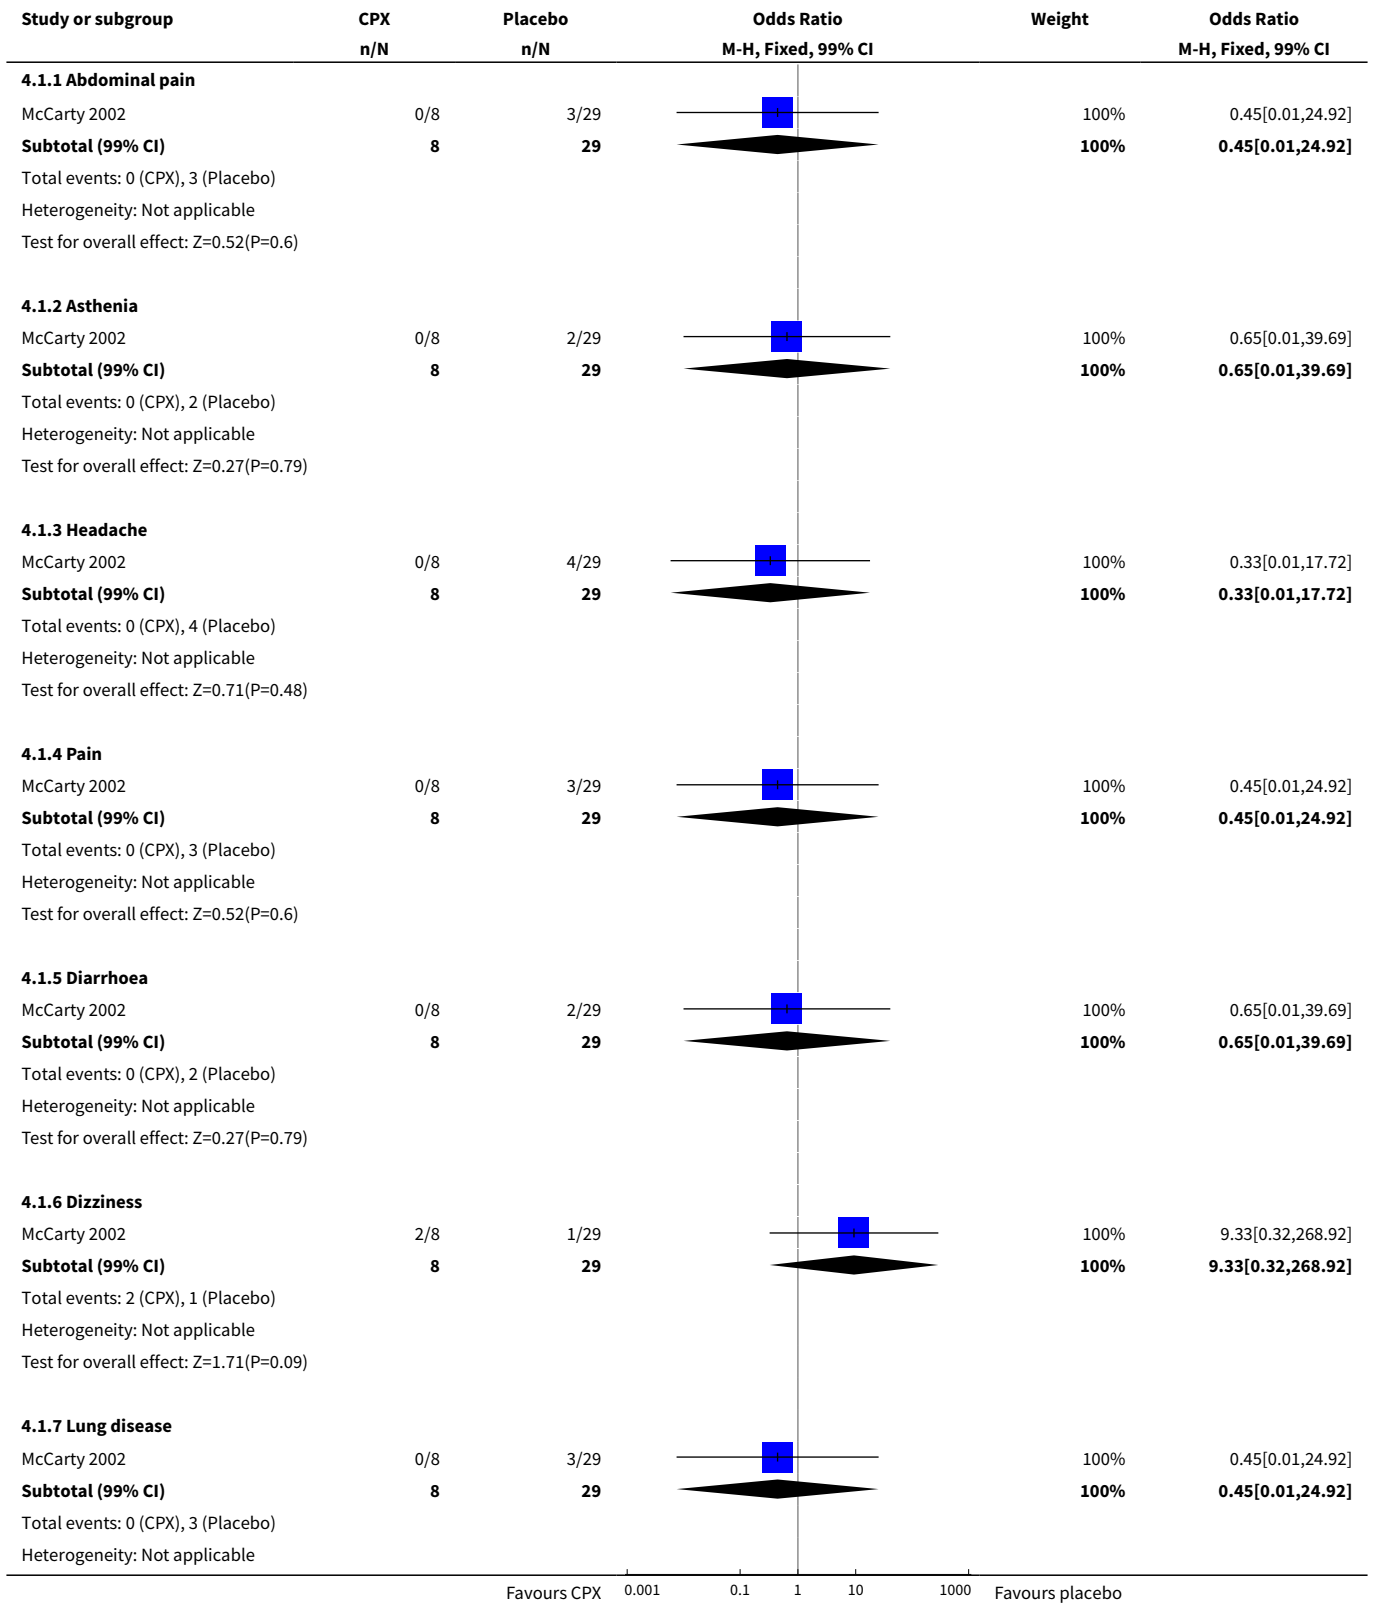 Study or subgroup CPX Placebo Odds Ratio Weight Odds Ratio
n/N n/N M-H, Fixed, 99% CI M-H, Fixed, 99% CI
4.1.1 Abdominal pain
McCarty 2002 0/8 3/29 100% 0.45[0.01,24.92]
Subtotal (99% CI) 8 29 100% 0.45[0.01,24.92]
Total events: 0 (CPX), 3 (Placebo)
Heterogeneity: Not applicable
Test for overall effect: Z=0.52(P=0.6)
4.1.2 Asthenia
McCarty 2002 0/8 2/29 100% 0.65[0.01,39.69]
Subtotal (99% CI) 8 29 100% 0.65[0.01,39.69]
Total events: 0 (CPX), 2 (Placebo)
Heterogeneity: Not applicable
Test for overall effect: Z=0.27(P=0.79)
4.1.3 Headache
McCarty 2002 0/8 4/29 100% 0.33[0.01,17.72]
Subtotal (99% CI) 8 29 100% 0.33[0.01,17.72]
Total events: 0 (CPX), 4 (Placebo)
Heterogeneity: Not applicable
Test for overall effect: Z=0.71(P=0.48)
4.1.4 Pain
McCarty 2002 0/8 3/29 100% 0.45[0.01,24.92]
Subtotal (99% CI) 8 29 100% 0.45[0.01,24.92]
Total events: 0 (CPX), 3 (Placebo)
Heterogeneity: Not applicable
Test for overall effect: Z=0.52(P=0.6)
4.1.5 Diarrhoea
McCarty 2002 0/8 2/29 100% 0.65[0.01,39.69]
Subtotal (99% CI) 8 29 100% 0.65[0.01,39.69]
Total events: 0 (CPX), 2 (Placebo)
Heterogeneity: Not applicable
Test for overall effect: Z=0.27(P=0.79)
4.1.6 Dizziness
McCarty 2002 2/8 1/29 100% 9.33[0.32,268.92]
Subtotal (99% CI) 8 29 100% 9.33[0.32,268.92]
Total events: 2 (CPX), 1 (Placebo)
Heterogeneity: Not applicable
Test for overall effect: Z=1.71(P=0.09)
4.1.7 Lung disease
McCarty 2002 0/8 3/29 100% 0.45[0.01,24.92]
Subtotal (99% CI) 8 29 100% 0.45[0.01,24.92]
Total events: 0 (CPX), 3 (Placebo)
Heterogeneity: Not applicable
Favours CPX 0.001 0.1 1 10 1000 Favours placebo